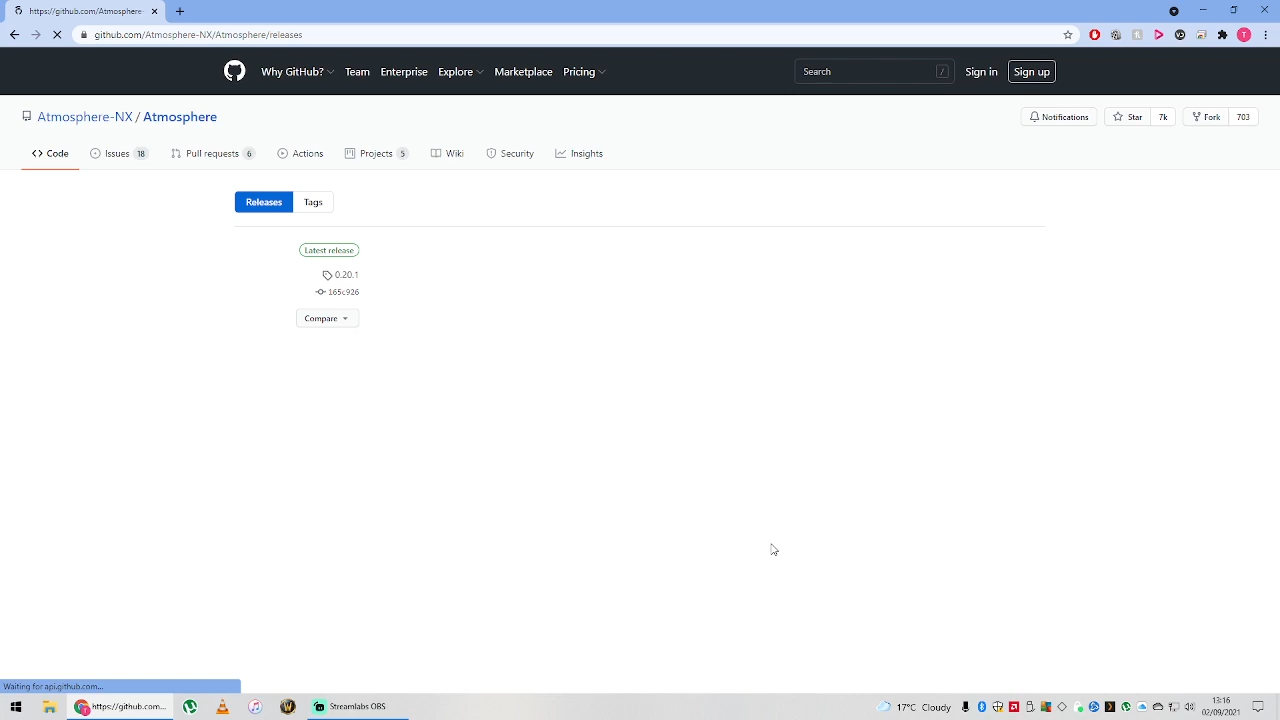 https://github.com/Atmosphere-
github.com/Atmosphere-NX/Atmosphere/releases
Why GitHub?
Team
Enterprise
Explore
Marketplace
Pricing
Search
/
Sign in
Sign up
Atmosphere-NX / Atmosphere
Notifications
Star 7k
Fork 703
Code
Issues 18
Pull requests 6
Actions
Projects 5
Wiki
Security
Insights
Releases
Tags
Latest release
0.20.1
165c926
Compare
Waiting for api.github.com...
https://github.com...
Streamlabs OBS
17°C Cloudy
13:16
02/09/2021